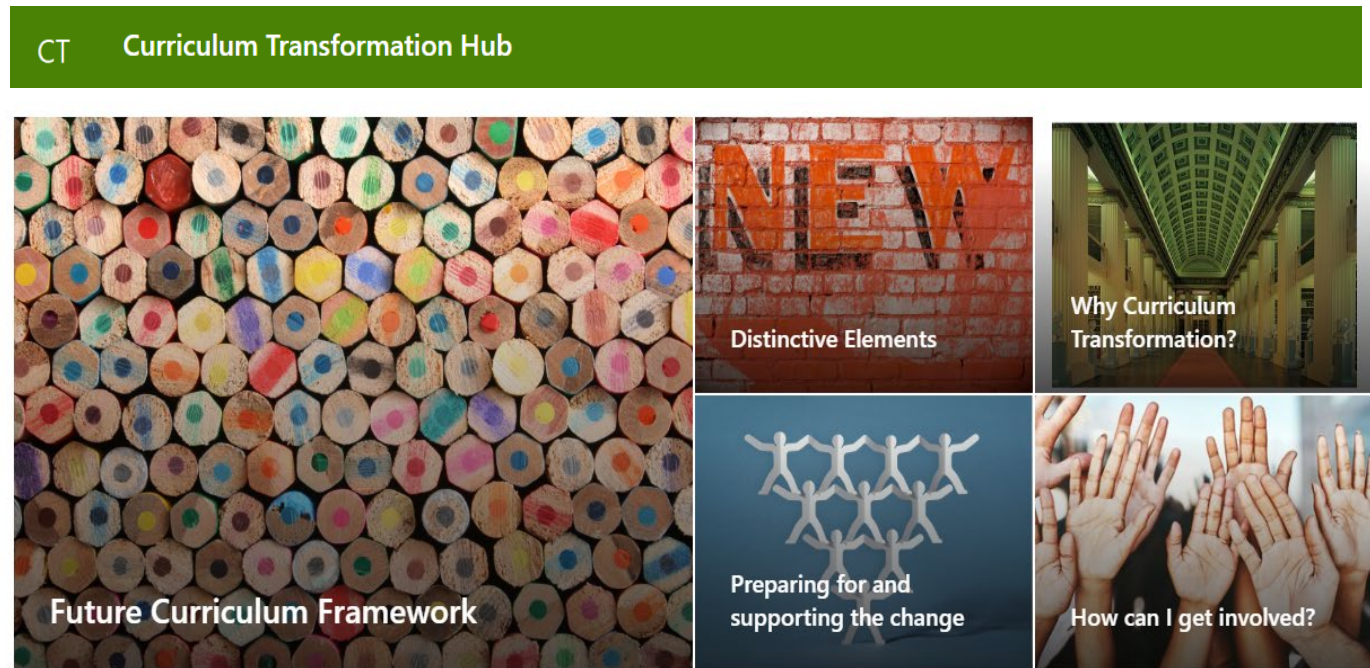 CT
Curriculum Transformation Hub
NEW
Distinctive Elements
Why Curriculum
Transformation?
Future Curriculum Framework
Preparing for and
supporting the change
How can I get involved?